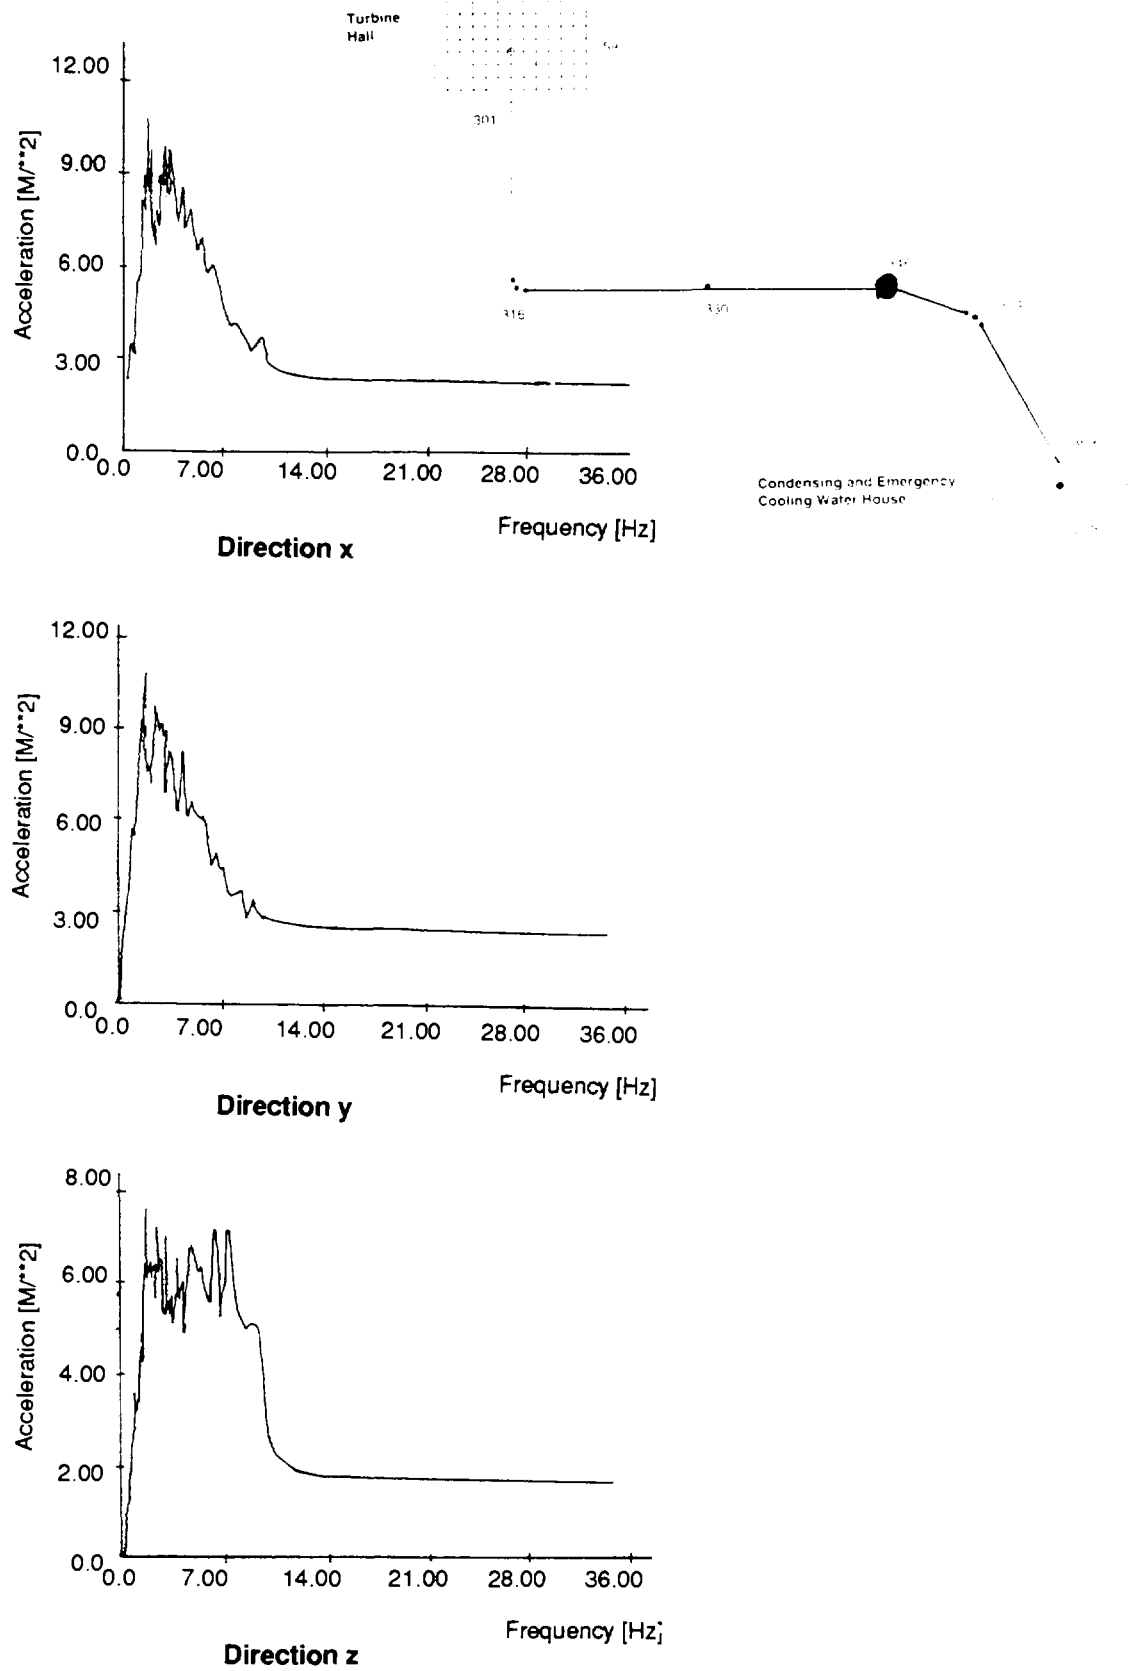 Turbine
Hall
12.00
301
9.00
Acceleration [M/**2]
6.00
316
330
3.00
0.0
0.0 7.00 14.00 21.00 28.00 36.00
Condensing and Emergency
Cooling Water House
Frequency [Hz]
Direction x
12.00
9.00
Acceleration [M/**2]
6.00
3.00
0.0
0.0 7.00 14.00 21.00 28.00 36.00
Frequency [Hz]
Direction y
8.00
6.00
Acceleration [M/**2]
4.00
2.00
0.0
0.0 7.00 14.00 21.00 28.00 36.00
Frequency [Hz]
Direction z